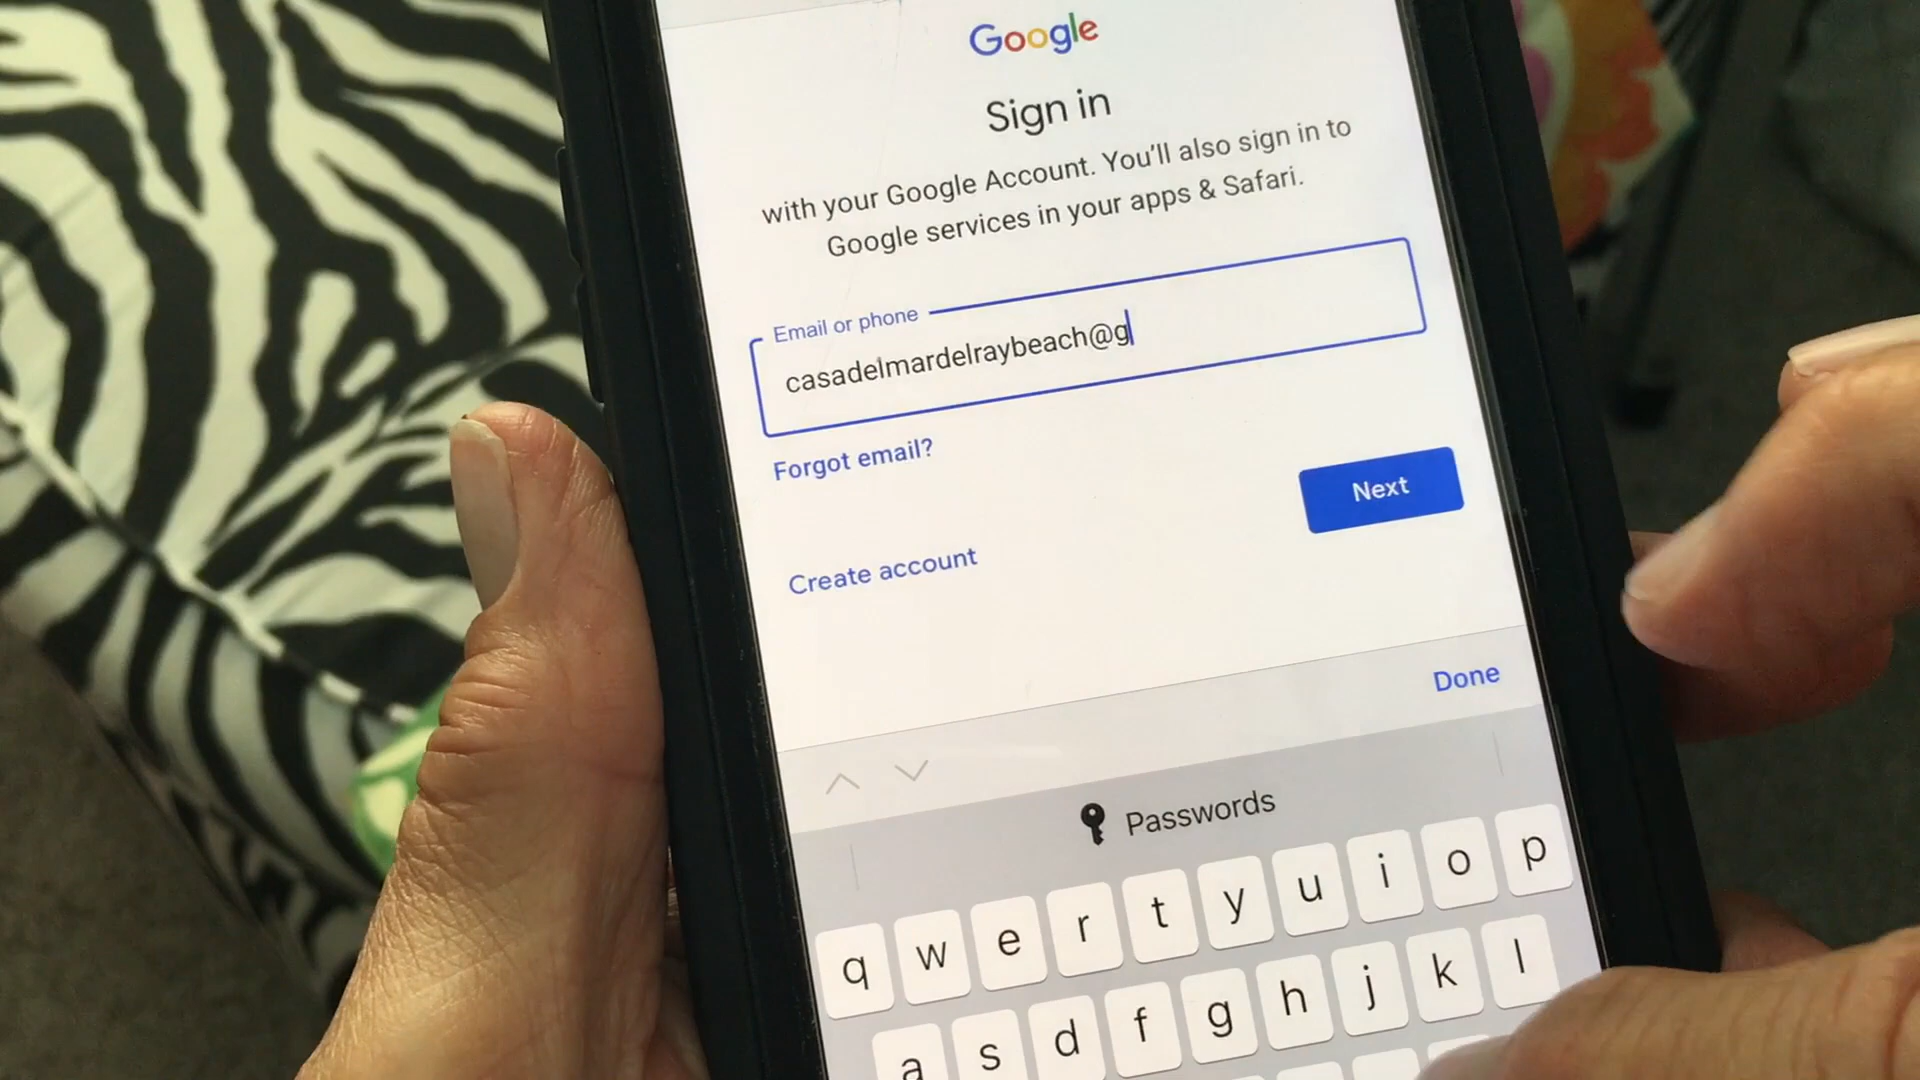 Google
Sign in
with your Google Account. You'll also sign in to
Google services in your apps & Safari.
Email or phone
casadelmardelraybeach@g
Forgot email?
Next
Create account
Done
Passwords
q w e r t y u i o p
a s d f g h j k l